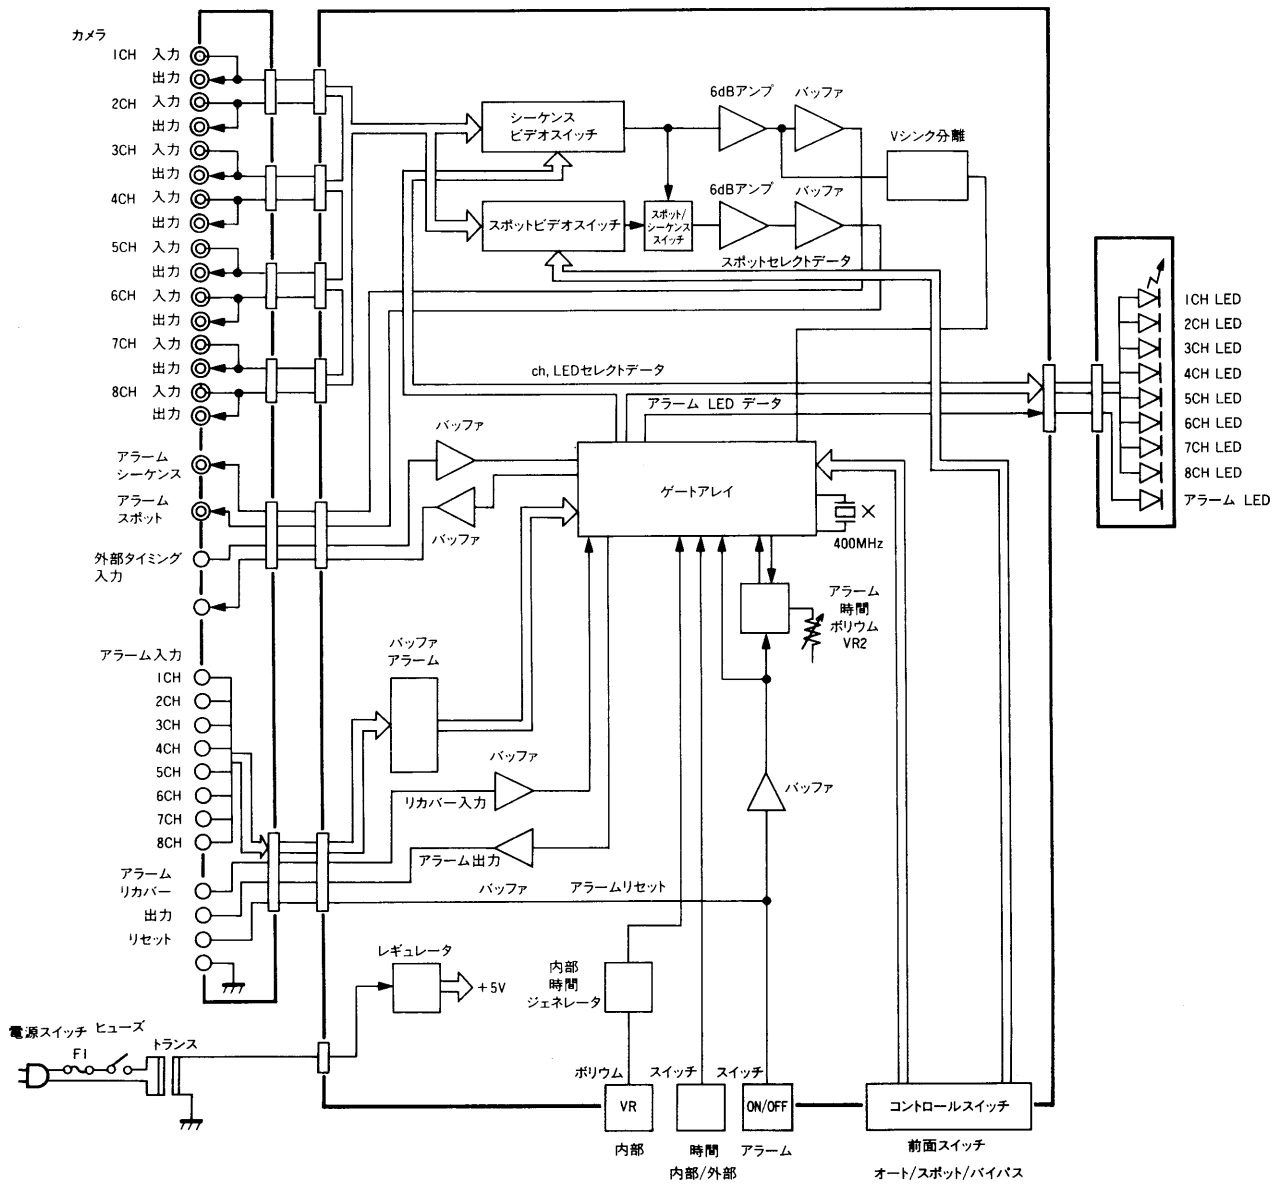 カメラ
1CH 入力
出力
2CH 入力
出力
3CH 入力
出力
4CH 入力
出力
5CH 入力
出力
6CH 入力
出力
7CH 入力
出力
8CH 入力
出力
アラーム
シーケンス
アラーム
スポット
外部タイミング
入力
アラーム入力
1CH
2CH
3CH
4CH
5CH
6CH
7CH
8CH
アラーム
リカバー
出力
リセット
電源スイッチ ヒューズ
F1
トランス
シーケンス
ビデオスイッチ
6dBアンプ
バッファ
Vシンク分離
スポットビデオスイッチ
スポット/
シーケンス
スイッチ
6dBアンプ
バッファ
スポットセレクトデータ
ch, LEDセレクトデータ
アラーム LED データ
バッファ
バッファ
ゲートアレイ
400MHz
アラーム
時間
ボリウム
VR2
バッファ
アラーム
バッファ
リカバー入力
アラーム出力
バッファ
バッファ
アラームリセット
レギュレータ
+5V
内部
時間
ジェネレータ
ボリウム
VR
内部
スイッチ
時間
内部/外部
スイッチ
ON/OFF
アラーム
コントロールスイッチ
前面スイッチ
オート/スポット/バイパス
1CH LED
2CH LED
3CH LED
4CH LED
5CH LED
6CH LED
7CH LED
8CH LED
アラーム LED